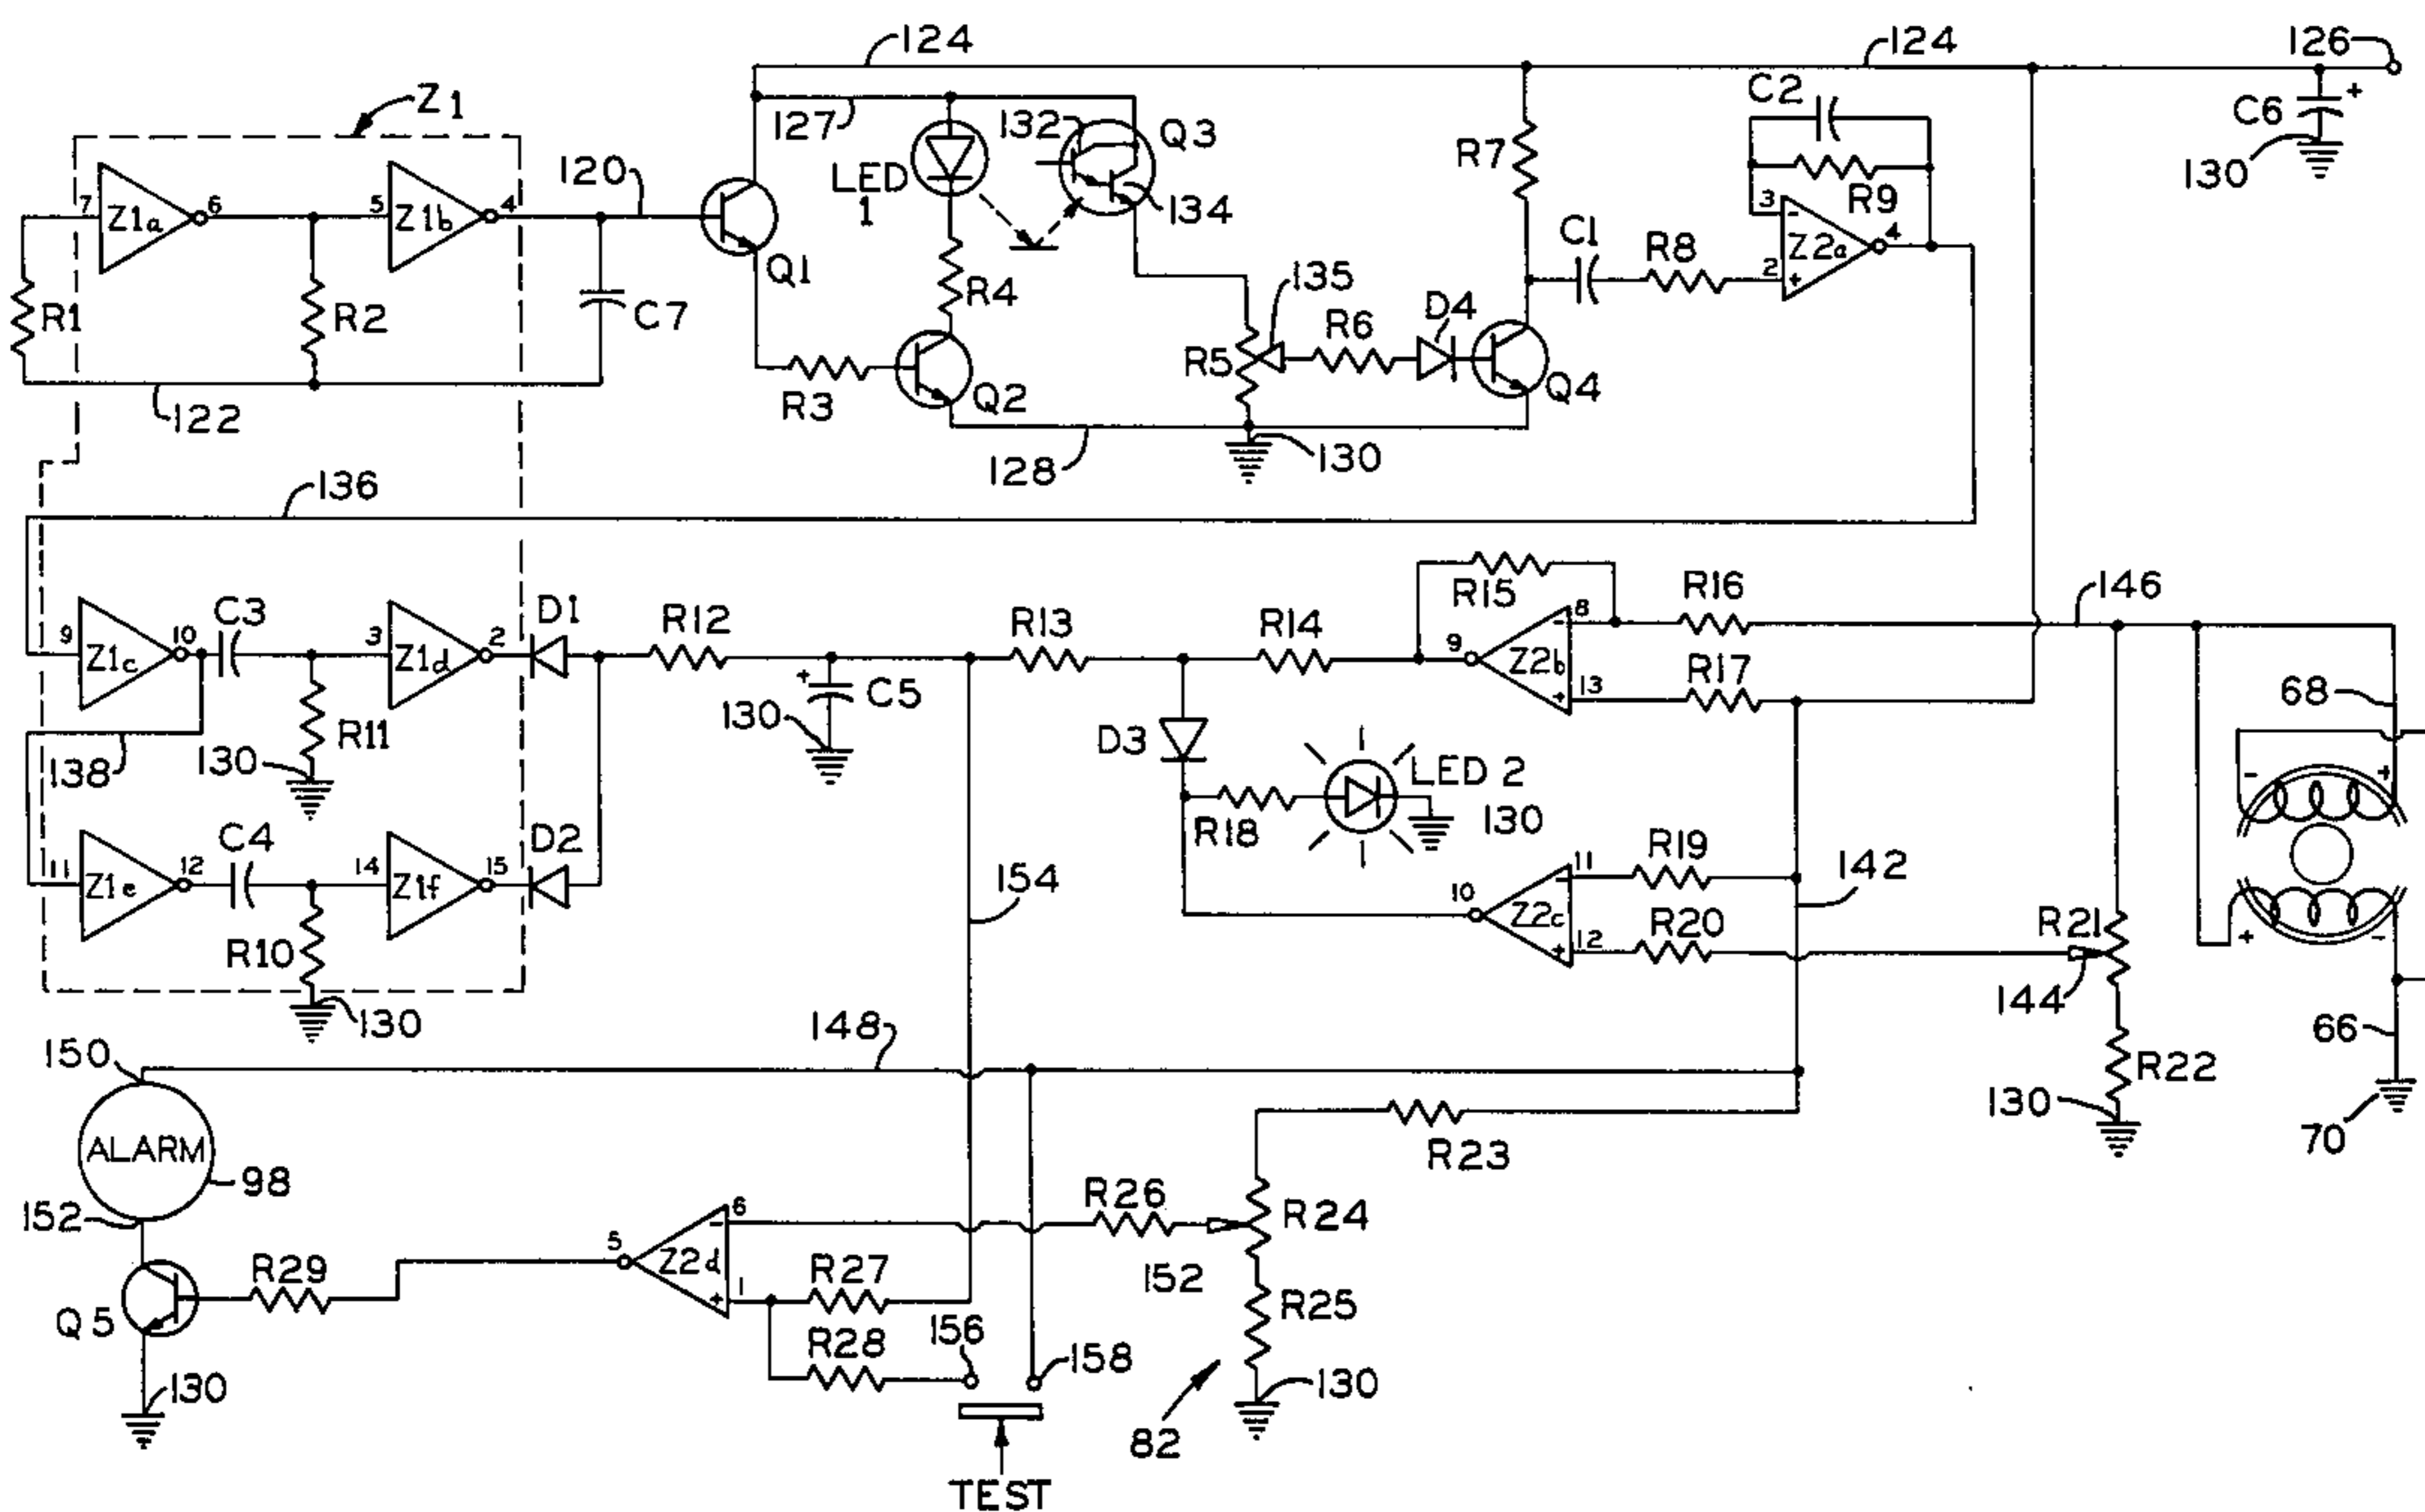 124
124
126
Z1
C2
C6
130
127
132
Q3
R7
R9
LED
1
134
120
7
Z1a
6
5
Z1b
4
3
-
Z2a
4
2
+
Q1
C1
R8
135
R1
R2
C7
R4
R6
D4
R5
R3
Q2
Q4
122
128
130
136
R15
R16
146
C3
D1
R12
R13
R14
9
Z1c
10
3
Z1d
2
8
-
9
Z2b
13
+
R17
68
+
C5
130
R11
D3
138
130
LED 2
-
+
R18
130
C4
D2
11
Z1e
12
14
Z1f
15
R19
142
154
10
11
-
Z2c
12
+
R20
R21
+
-
R10
144
130
148
66
150
R22
130
70
ALARM
98
R23
152
R26
R24
6
-
5
Z2d
1
+
R27
152
R29
R25
Q5
R28
156
158
130
130
82
TEST